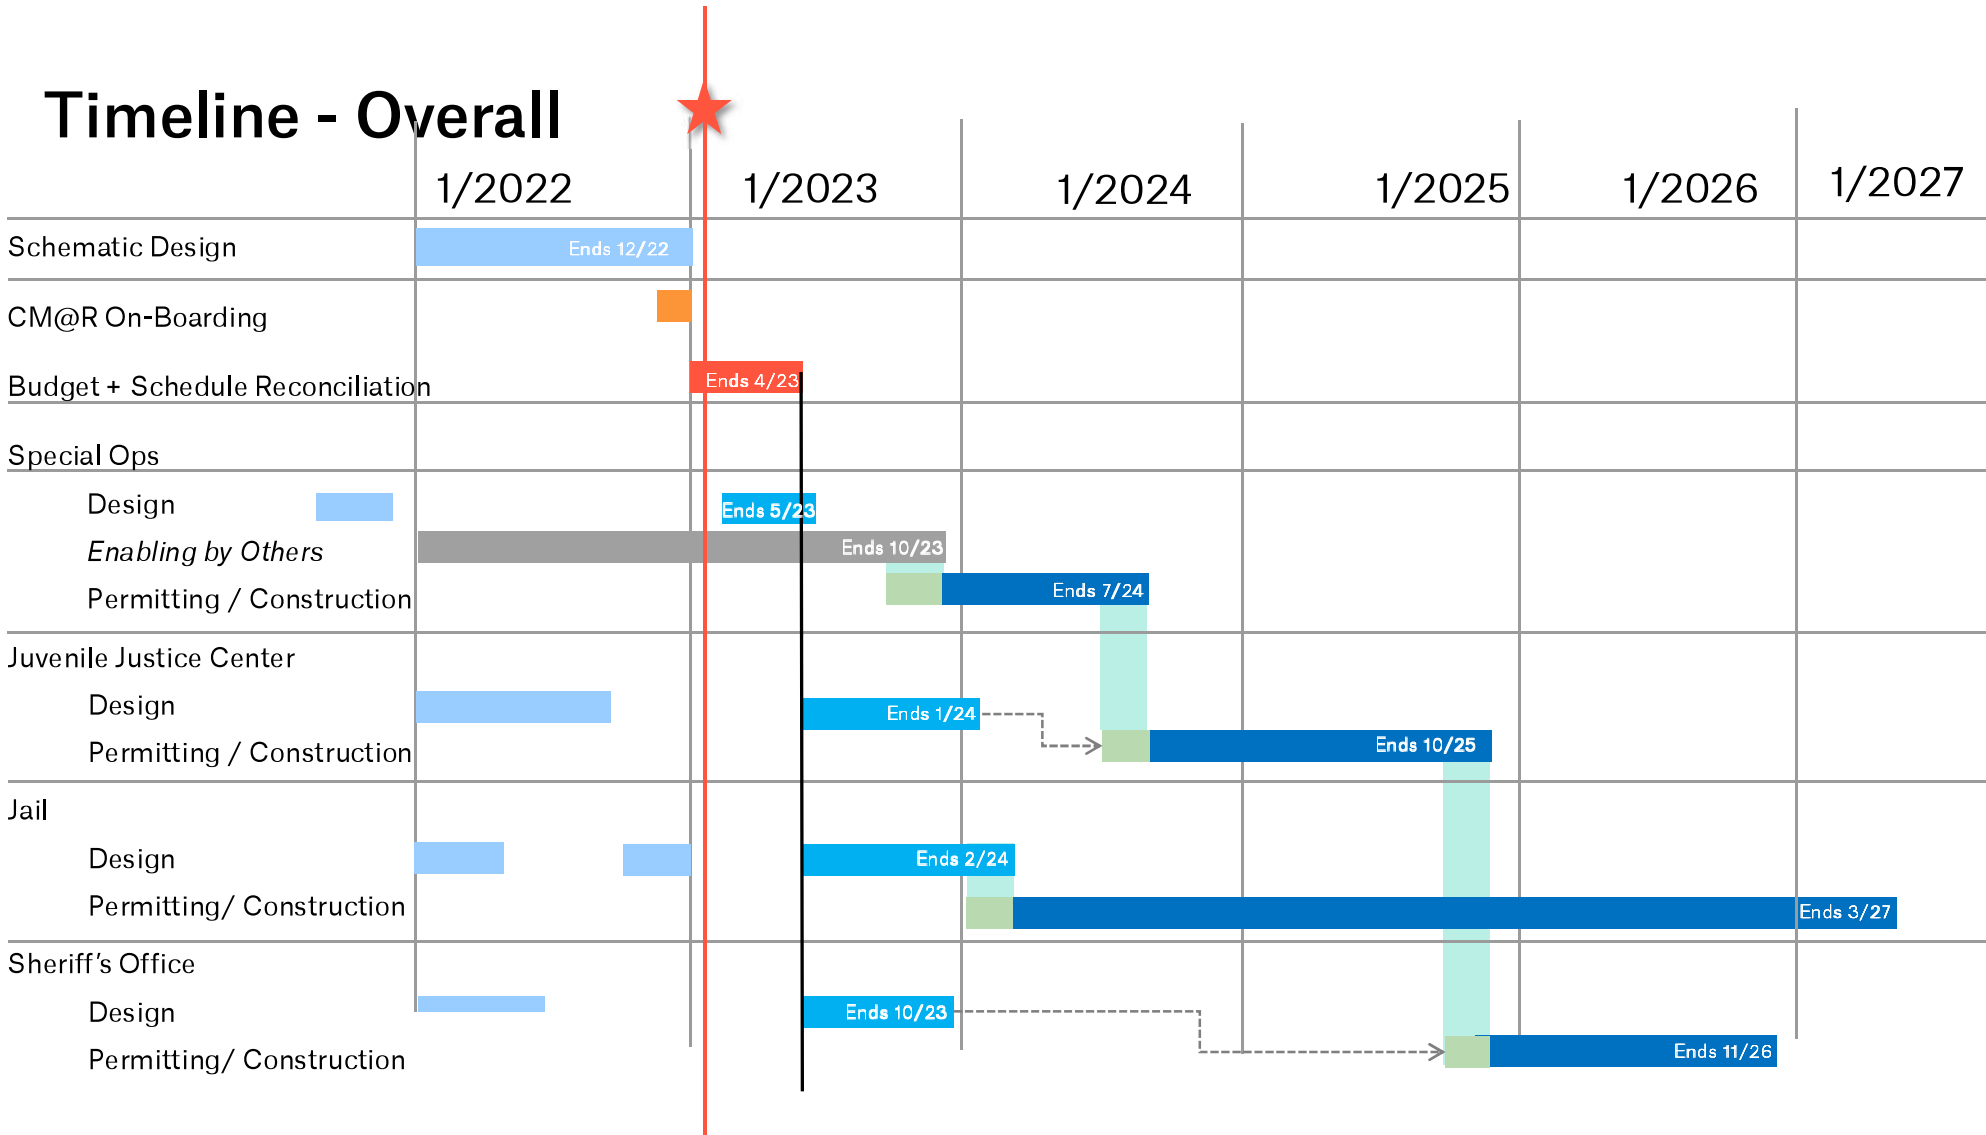 Timeline - Overall
1/2022 1/2023 1/2024 1/2025 1/2026 1/2027
Schematic Design Ends 12/22
CM@R On-Boarding
Budget + Schedule Reconciliation Ends 4/23
Special Ops
Design Ends 5/23
Enabling by Others Ends 10/23
Permitting / Construction Ends 7/24
Juvenile Justice Center
Design Ends 1/24
Permitting / Construction Ends 10/25
Jail
Design Ends 2/24
Permitting/ Construction Ends 3/27
Sheriff's Office
Design Ends 10/23
Permitting/ Construction Ends 11/26